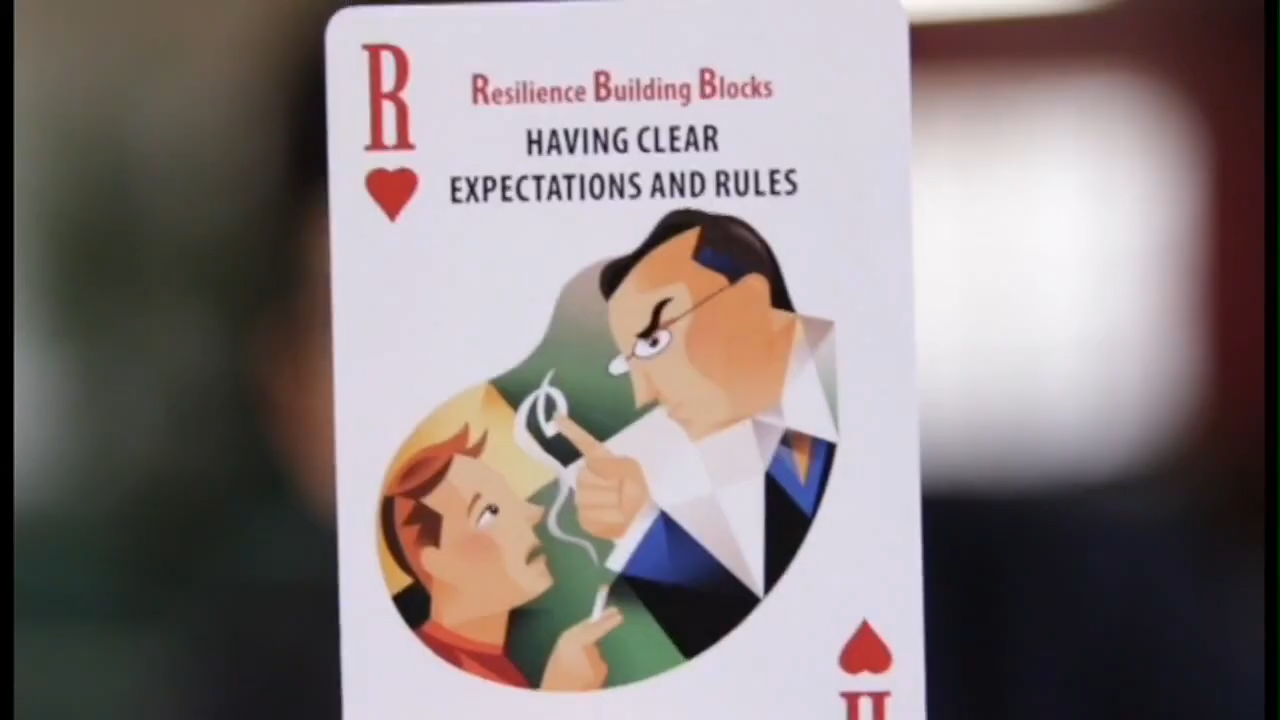 R
Resilience Building Blocks
HAVING CLEAR
EXPECTATIONS AND RULES